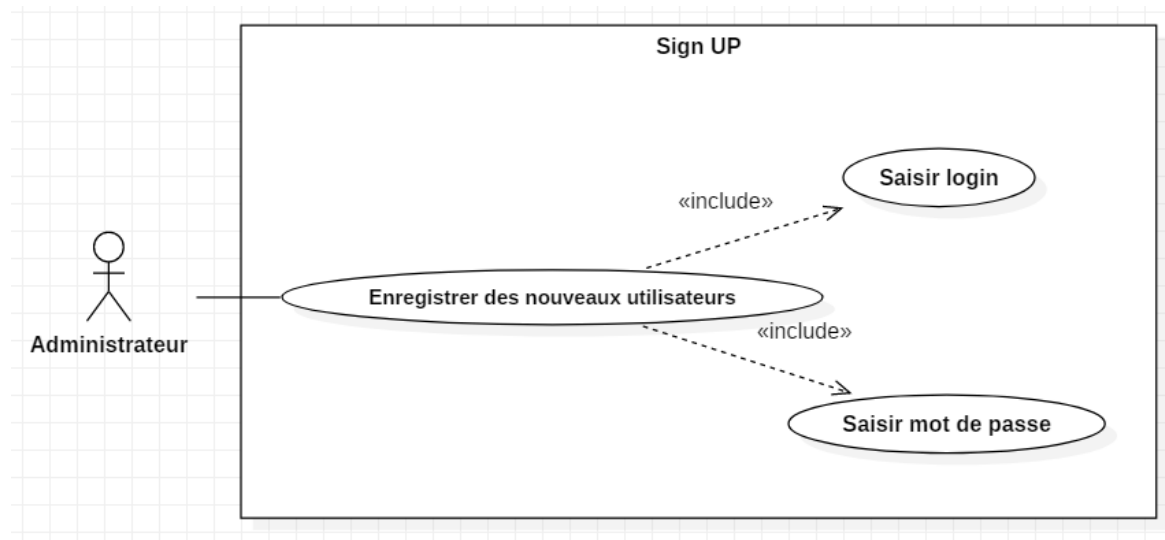 Sign UP
Saisir login
«include»
Enregistrer des nouveaux utilisateurs
«include»
Administrateur
Saisir mot de passe